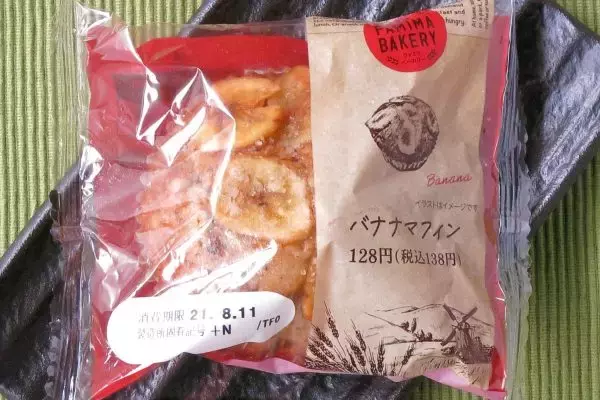 FAMIMA
BAKERY
Banana
イラストはイメージです
バナナマフィン
128円(税込138円)
消費期限 21. 8.11
製造所固有記号 +N /TFO